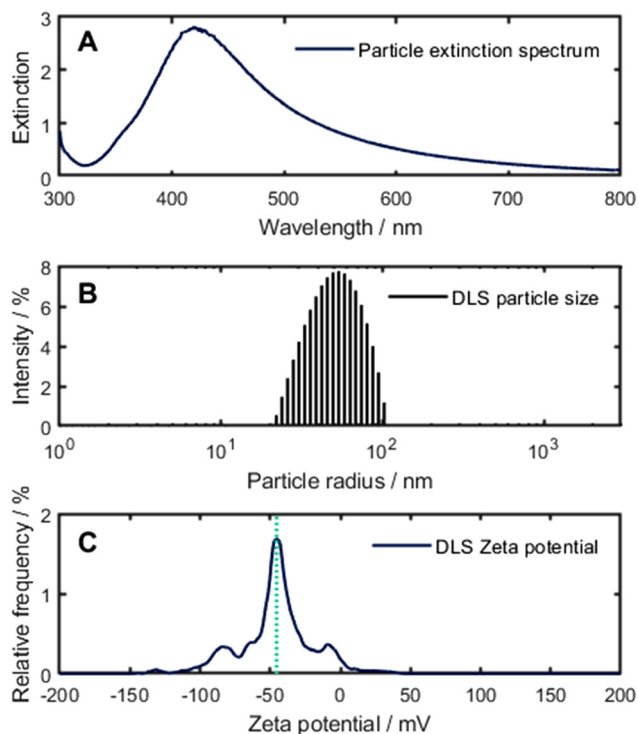 A
Particle extinction spectrum
Extinction
3
2
1
0
300 400 500 600 700 800
Wavelength / nm
B
DLS particle size
Intensity / %
8
6
4
2
0
10^0 10^1 10^2 10^3
Particle radius / nm
C
DLS Zeta potential
Relative frequency / %
2
1
0
-200 -150 -100 -50 0 50 100 150 200
Zeta potential / mV